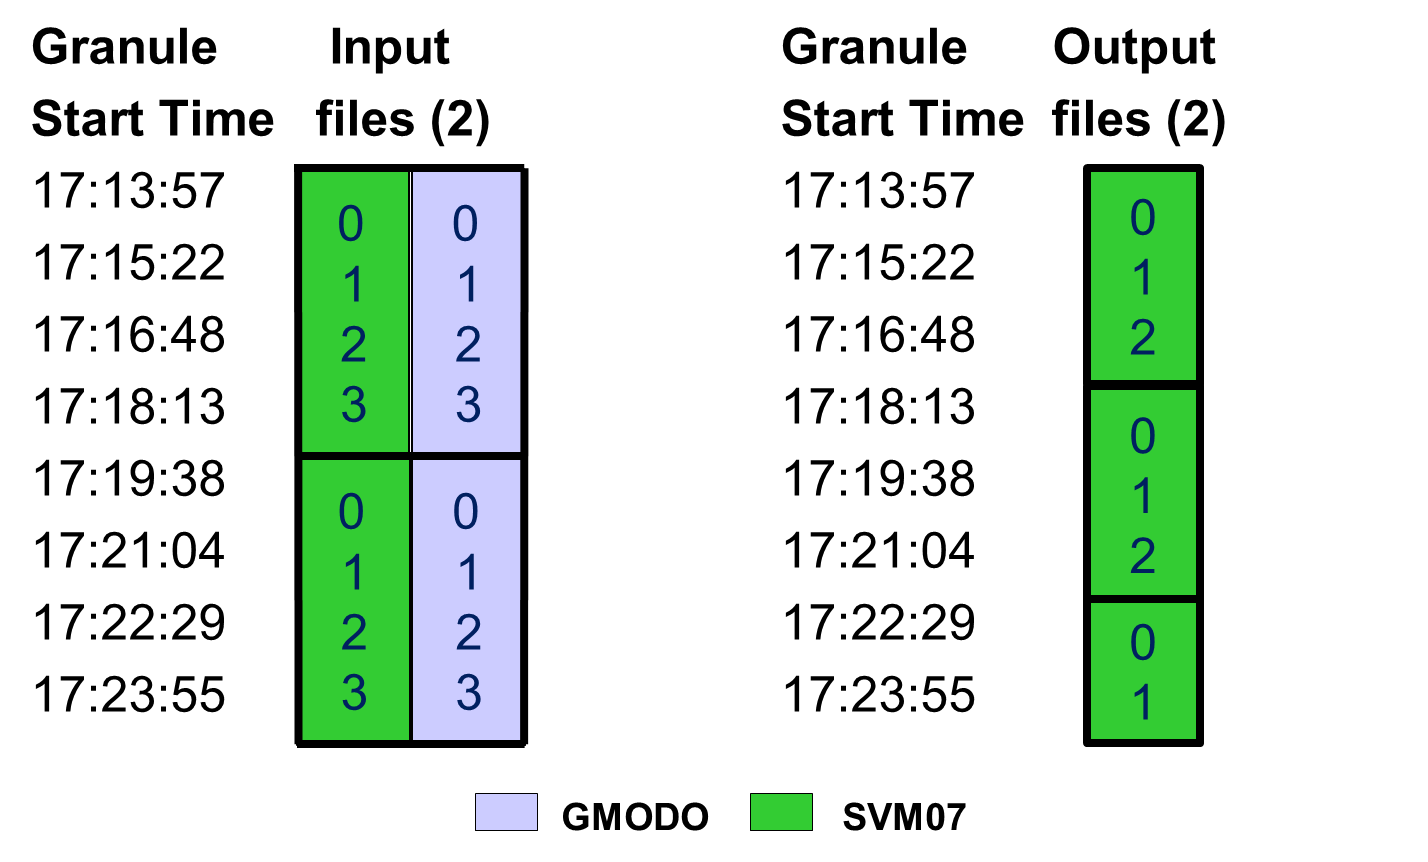 Granule Input Granule Output
Start Time files (2) Start Time files (2)
17:13:57 0 0 17:13:57 0
17:15:22 1 1 17:15:22 1
17:16:48 2 2 17:16:48 2
17:18:13 3 3 17:18:13 0
17:19:38 0 0 17:19:38 1
17:21:04 1 1 17:21:04 2
17:22:29 2 2 17:22:29 0
17:23:55 3 3 17:23:55 1
GMODO SVM07